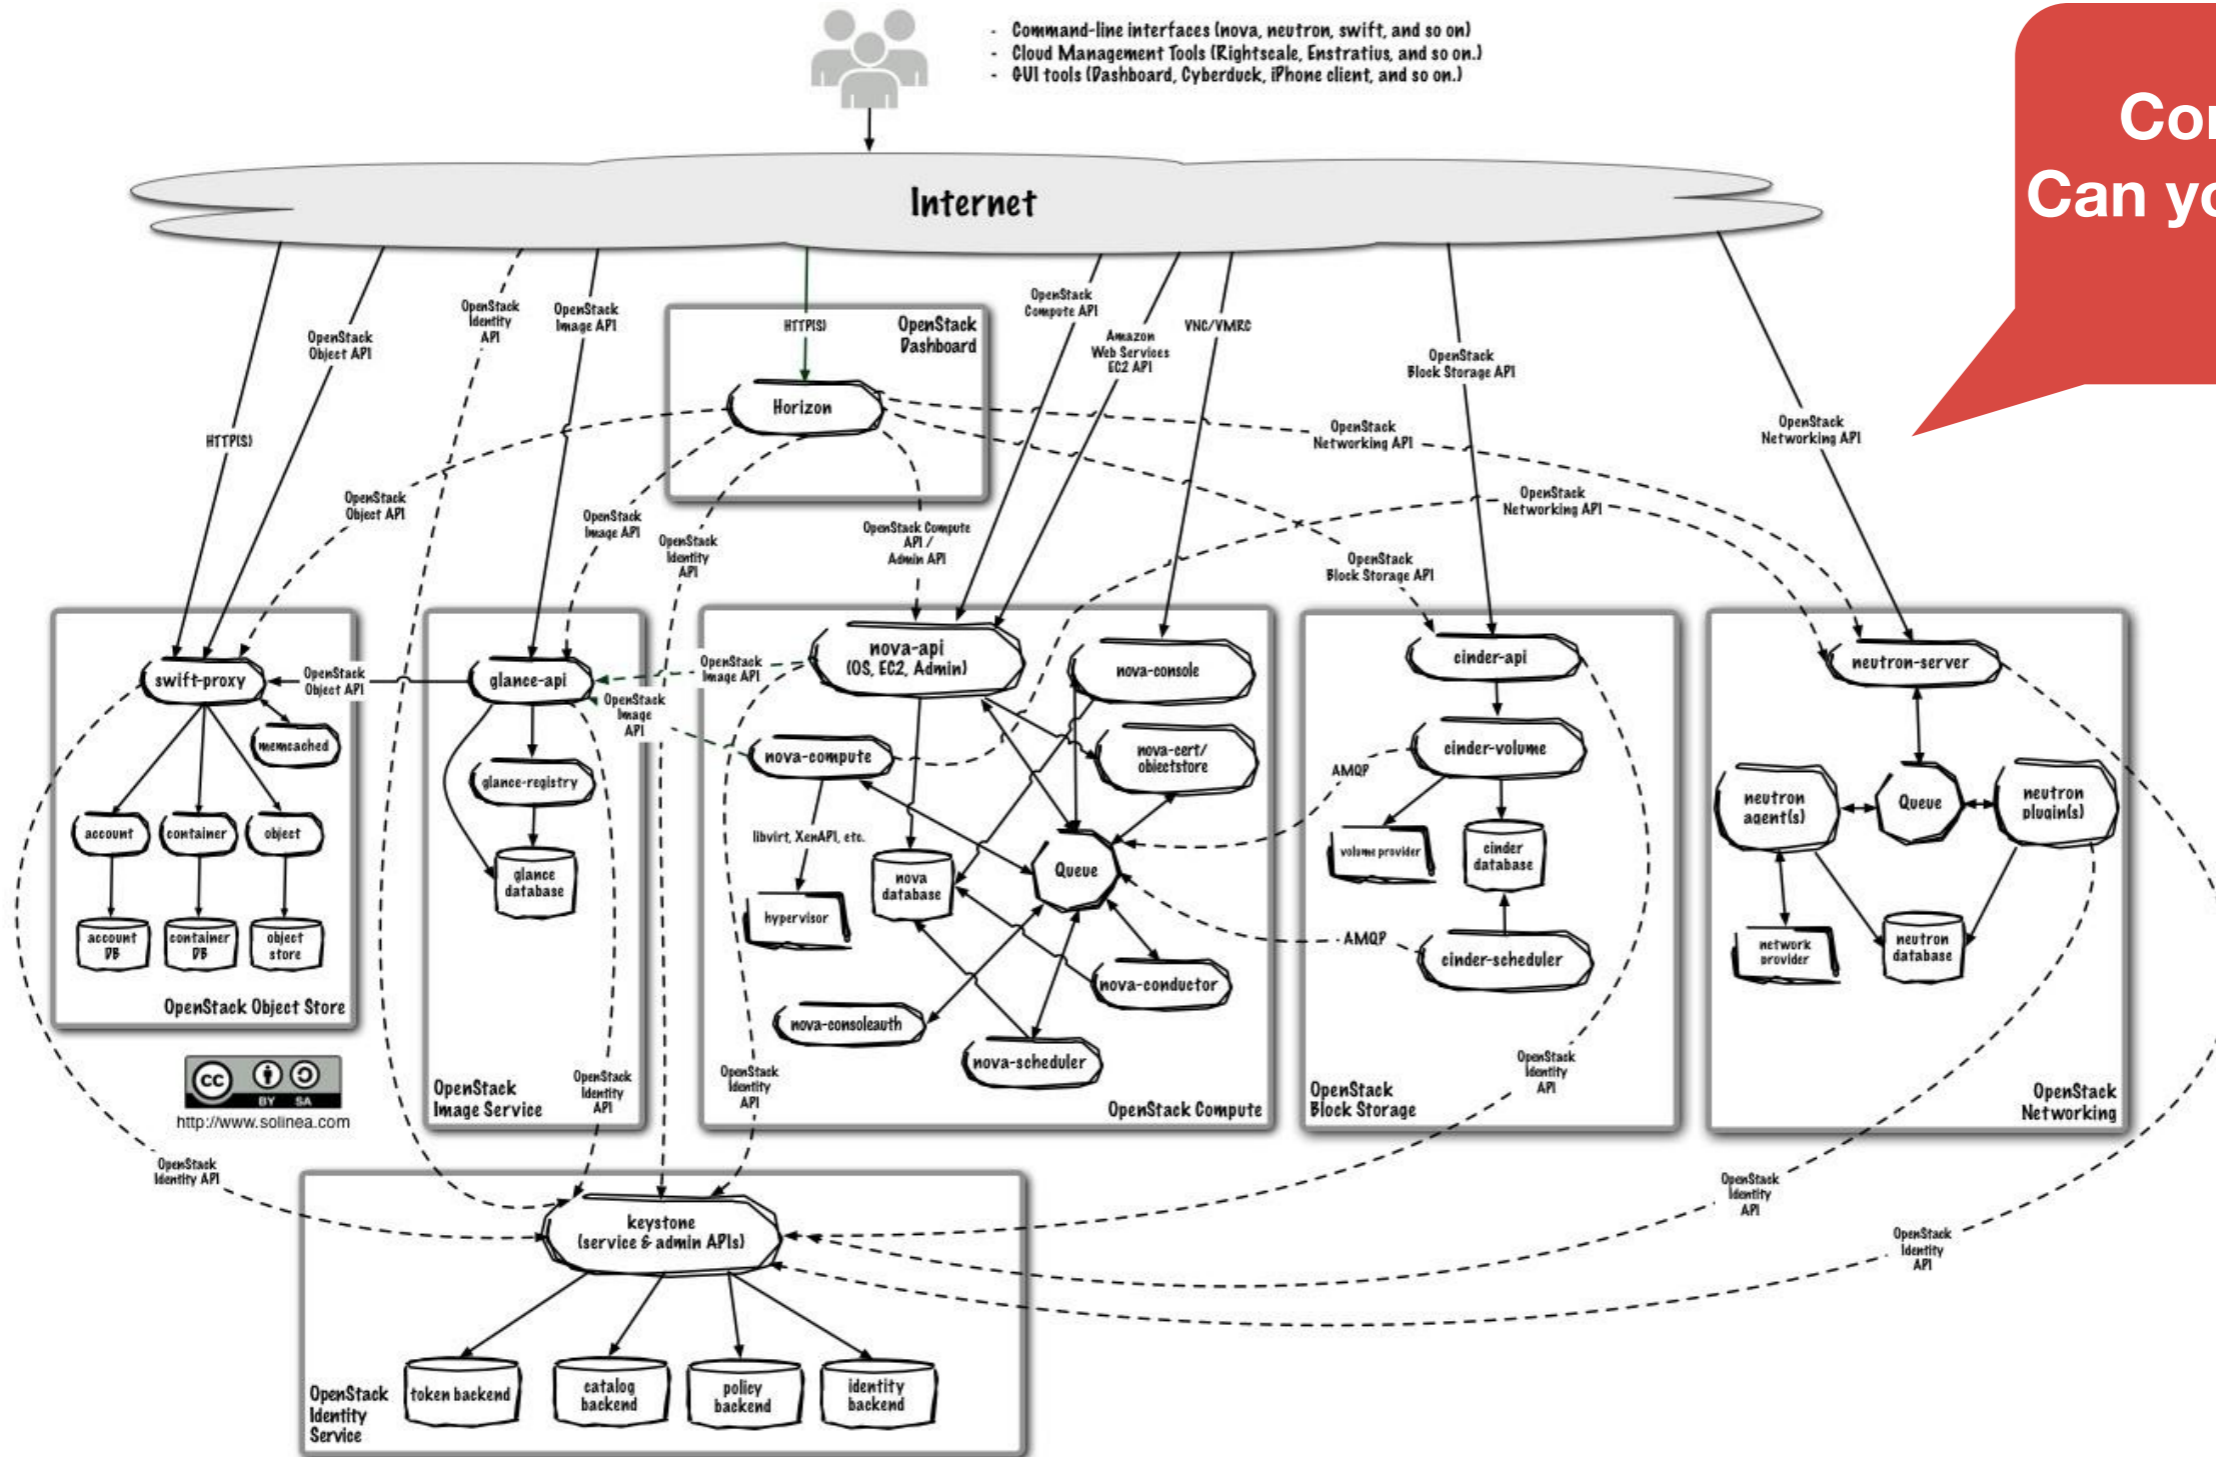 - Command-line interfaces (nova, neutron, swift, and so on)
- Cloud Management Tools (Rightscale, Enstratius, and so on.)
- GUI tools (Dashboard, Cyberduck, iPhone client, and so on.)
Internet
HTTP(S)
OpenStack
Object API
OpenStack
Identity
API
OpenStack
Image API
HTTP(S)
OpenStack
Dashboard
Horizon
OpenStack
Compute API
Amazon
Web Services
EC2 API
VNC/VMRC
OpenStack
Block Storage API
OpenStack
Networking API
OpenStack
Networking API
OpenStack
Networking API
OpenStack
Object API
OpenStack
Image API
OpenStack
Identity
API
OpenStack Compute
API /
Admin API
OpenStack
Block Storage API
swift-proxy
OpenStack
Object API
memcached
account
container
object
account
DB
container
DB
object
store
OpenStack Object Store
glance-api
glance-registry
glance
database
OpenStack
Image Service
OpenStack
Identity
API
OpenStack
Image API
OpenStack
Image
API
nova-api
(OS, EC2, Admin)
nova-console
nova-compute
nova-cert/
objectstore
libvirt, XenAPI, etc.
hypervisor
nova
database
Queue
nova-conductor
nova-consoleauth
nova-scheduler
OpenStack
Identity
API
OpenStack Compute
cinder-api
cinder-volume
AMQP
volume provider
cinder
database
AMQP
cinder-scheduler
OpenStack
Identity
API
OpenStack
Block Storage
neutron-server
neutron
agent(s)
Queue
neutron
plugin(s)
network
provider
neutron
database
OpenStack
Networking
CC
BY SA
http://www.solinea.com
OpenStack
Identity API
OpenStack
Identity
API
OpenStack
Identity
API
keystone
(service & admin APIs)
token backend
catalog
backend
policy
backend
identity
backend
OpenStack
Identity
Service
Can